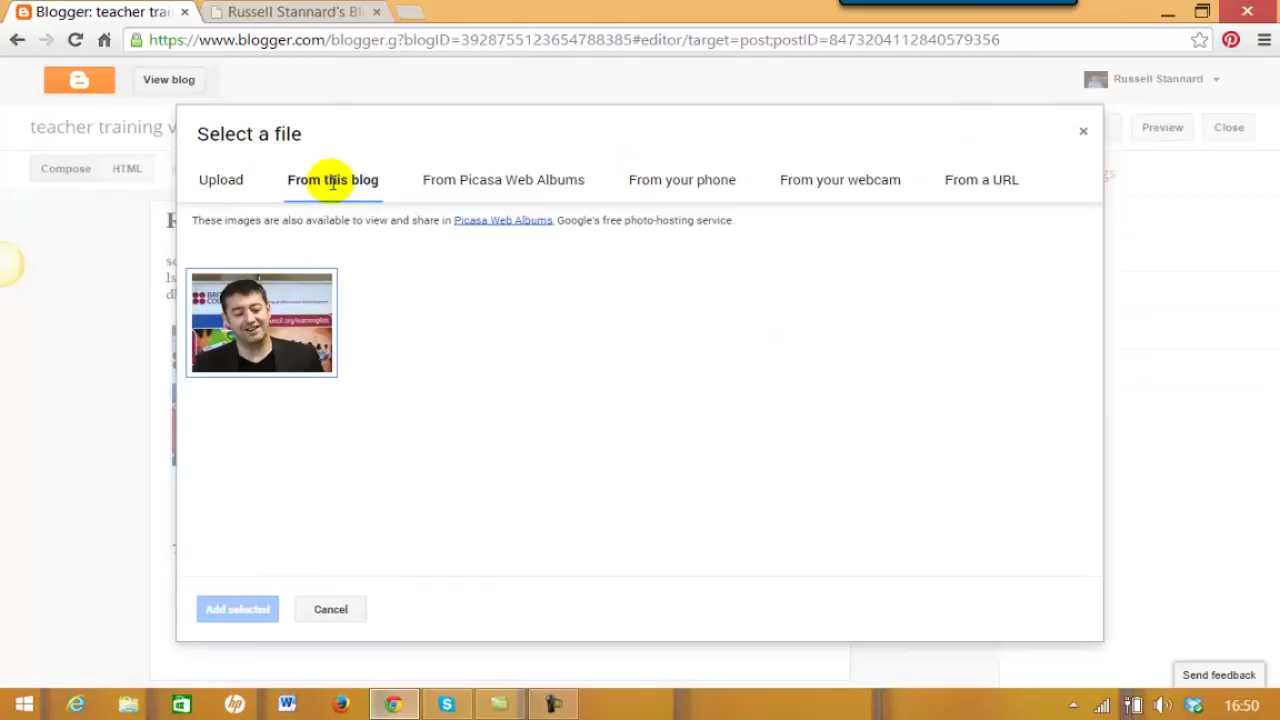 Blogger: teacher trai
Russell Stannard's Bl
https://www.blogger.com/blogger.g?blogID=3928755123654788385#editor/target=post;postID=8473204112840579356
View blog
Russell Stannard
teacher training v
Preview
Close
Compose
HTML
Select a file
Upload
From this blog
From Picasa Web Albums
From your phone
From your webcam
From a URL
These images are also available to view and share in Picasa Web Albums, Google's free photo-hosting service.
Add selected
Cancel
Send feedback
16:50